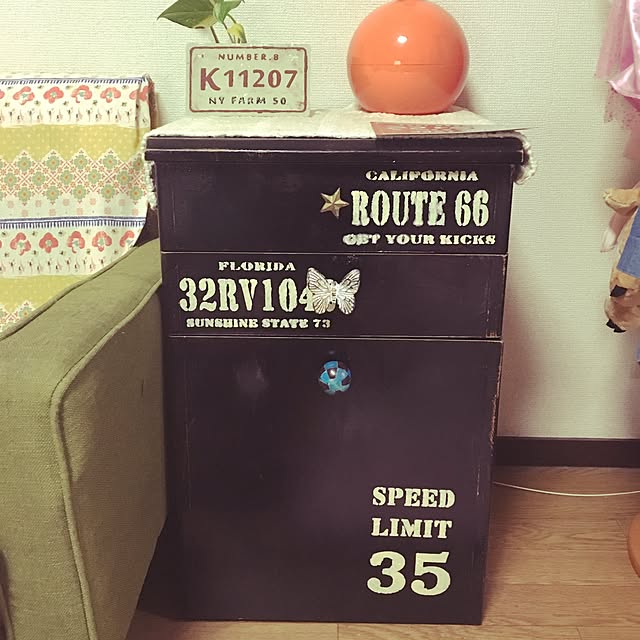 NUMBER.8
K11207
NY FARM 50
CALIFORNIA
ROUTE 66
GET YOUR KICKS
FLORIDA
SUNSHINE STATE 73
SPEED
LIMIT
35